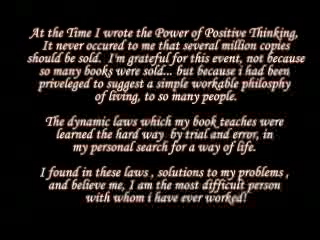 At the Time I wrote the Power of Positive Thinking,
It never occured to me that several million copies
should be sold.  I'm grateful for this event, not because
so many books were sold... but because i had been
priveleged to suggest a simple workable philosphy
of living, to so many people.
The dynamic laws which my book teaches were
learned the hard way  by trial and error, in
my personal search for a way of life.
I found in these laws , solutions to my problems ,
and believe me, I am the most difficult person
with whom i have ever worked!